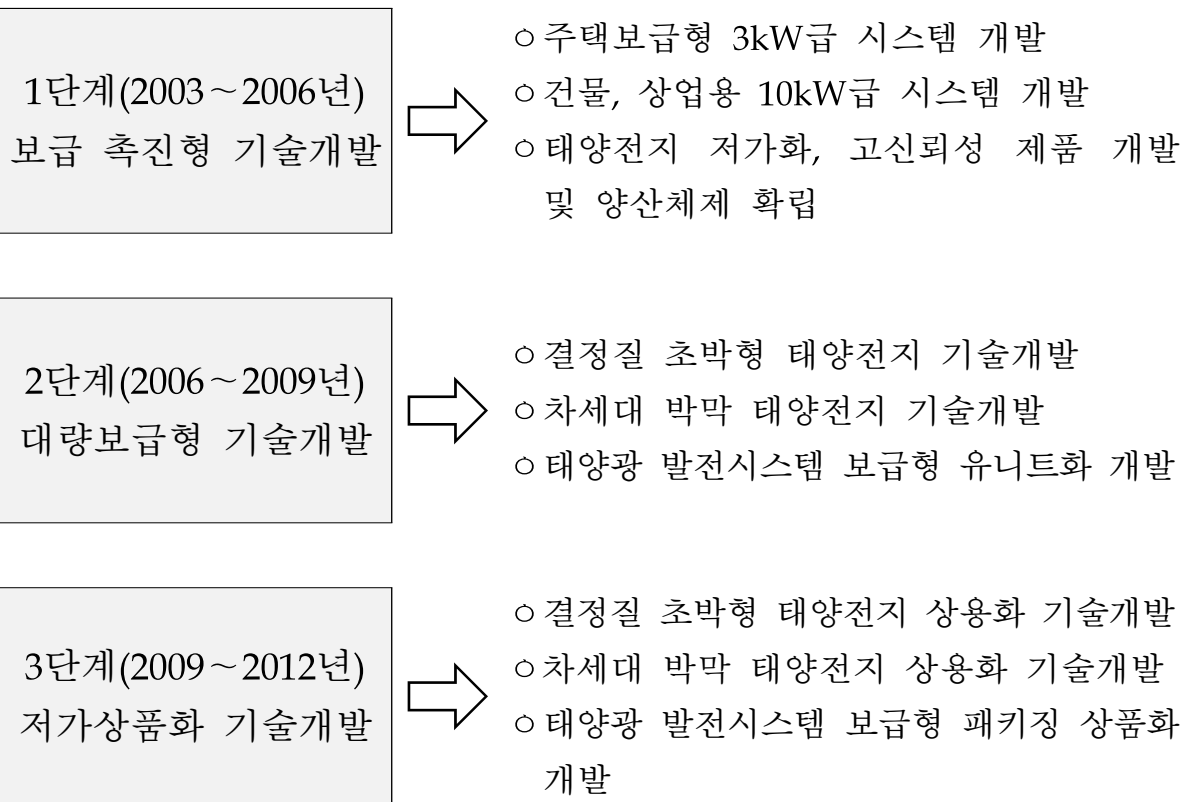 1단계(2003～2006년)
보급 촉진형 기술개발
ㅇ주택보급형 3kW급 시스템 개발
ㅇ건물, 상업용 10kW급 시스템 개발
ㅇ태양전지 저가화, 고신뢰성 제품 개발
및 양산체제 확립
2단계(2006～2009년)
대량보급형 기술개발
ㅇ결정질 초박형 태양전지 기술개발
ㅇ차세대 박막 태양전지 기술개발
ㅇ태양광 발전시스템 보급형 유니트화 개발
3단계(2009～2012년)
저가상품화 기술개발
ㅇ결정질 초박형 태양전지 상용화 기술개발
ㅇ차세대 박막 태양전지 상용화 기술개발
ㅇ태양광 발전시스템 보급형 패키징 상품화
개발